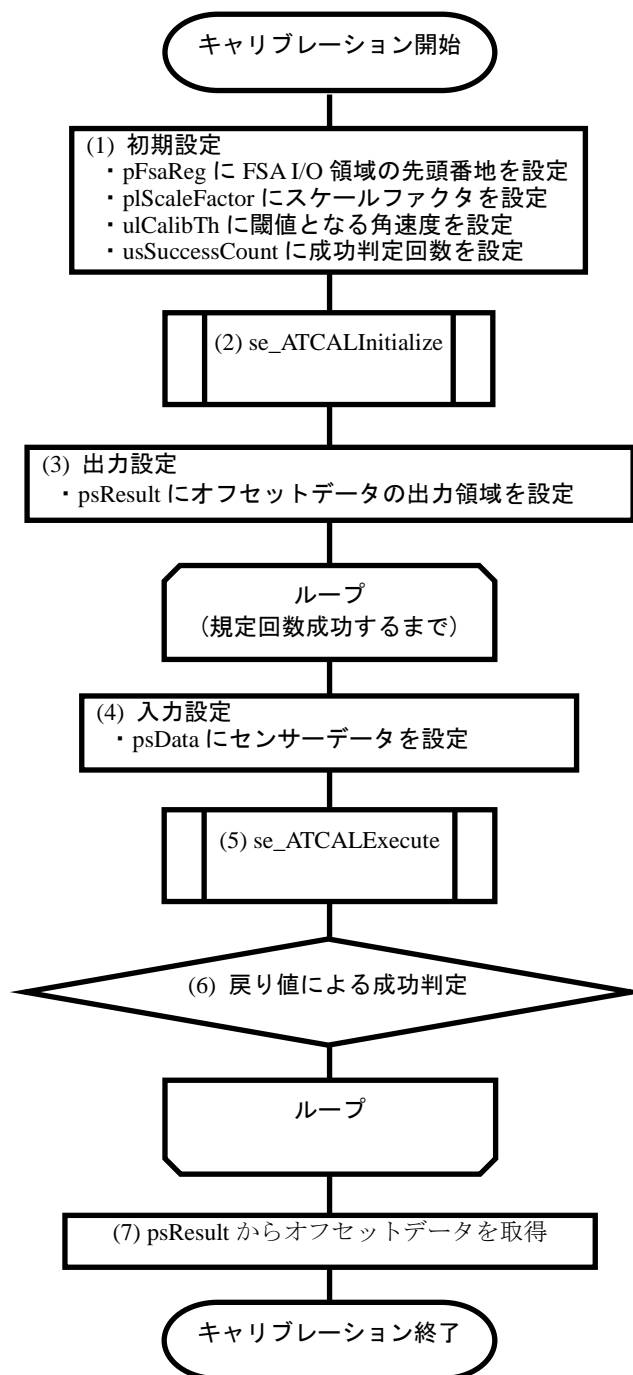 キャリブレーション開始
(1) 初期設定
・pFsaReg に FSA I/O 領域の先頭番地を設定
・plScaleFactor にスケールファクタを設定
・ulCalibTh に閾値となる角速度を設定
・usSuccessCount に成功判定回数を設定
(2) se_ATCALInitialize
(3) 出力設定
・psResult にオフセットデータの出力領域を設定
ループ
（規定回数成功するまで）
(4) 入力設定
・psData にセンサーデータを設定
(5) se_ATCALExecute
(6) 戻り値による成功判定
ループ
(7) psResult からオフセットデータを取得
キャリブレーション終了